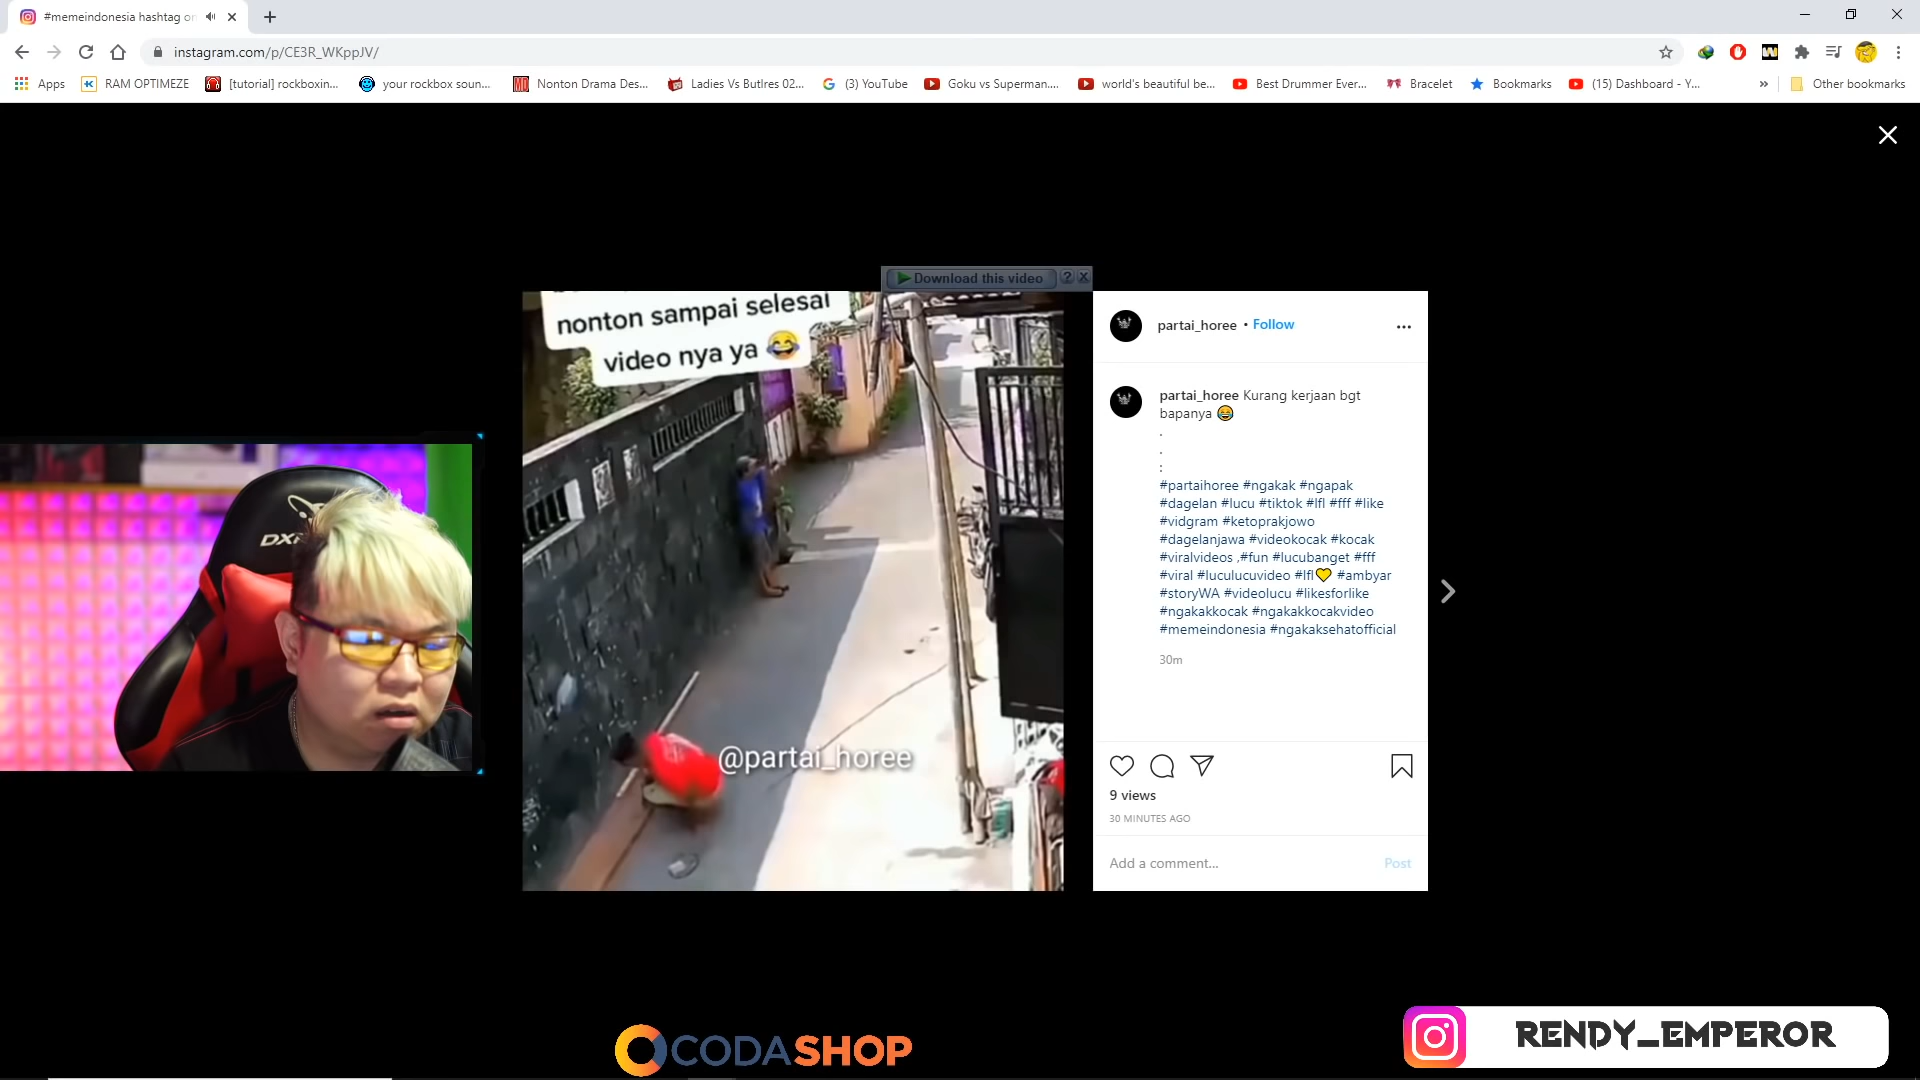 #memeindonesia hashtag on
instagram.com/p/CE3R_WKppJV/
Apps
RAM OPTIMEZE
[tutorial] rockboxin...
your rockbox soun...
Nonton Drama Des...
Ladies Vs Butlres 02...
(3) YouTube
Goku vs Superman....
world's beautiful be...
Best Drummer Ever...
Bracelet
Bookmarks
(15) Dashboard - Y...
Other bookmarks
Download this video
nonton sampai selesai
video nya ya 😂
@partai_horee
DX
partai_horee • Follow
partai_horee Kurang kerjaan bgt
bapanya 😂
.
.
:
#partaihoree #ngakak #ngapak
#dagelan #lucu #tiktok #lfl #fff #like
#vidgram #ketoprakjowo
#dagelanjawa #videokocak #kocak
#viralvideos ,#fun #lucubanget #fff
#viral #luculucuvideo #lfl💛 #ambyar
#storyWA #videolucu #likesforlike
#ngakakkocak #ngakakkocakvideo
#memeindonesia #ngakaksehatofficial
30m
9 views
30 MINUTES AGO
Add a comment...
Post
CODASHOP
RENDY_EMPEROR